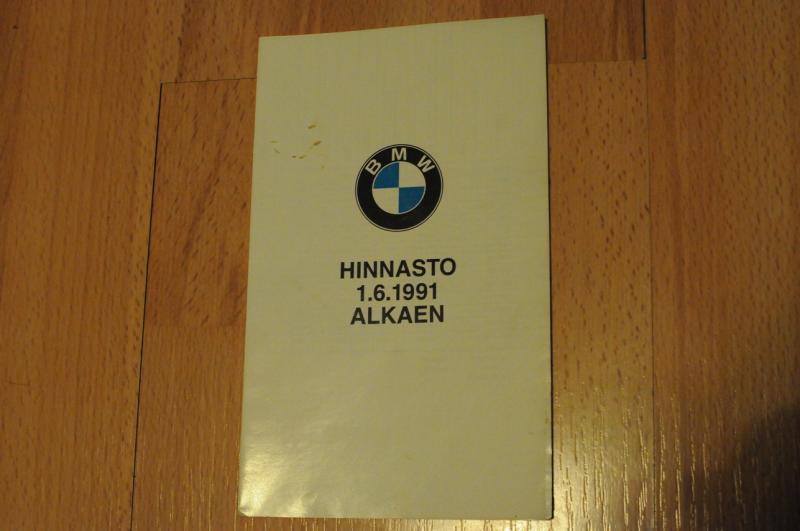 BMW
HINNASTO
1.6.1991
ALKAEN